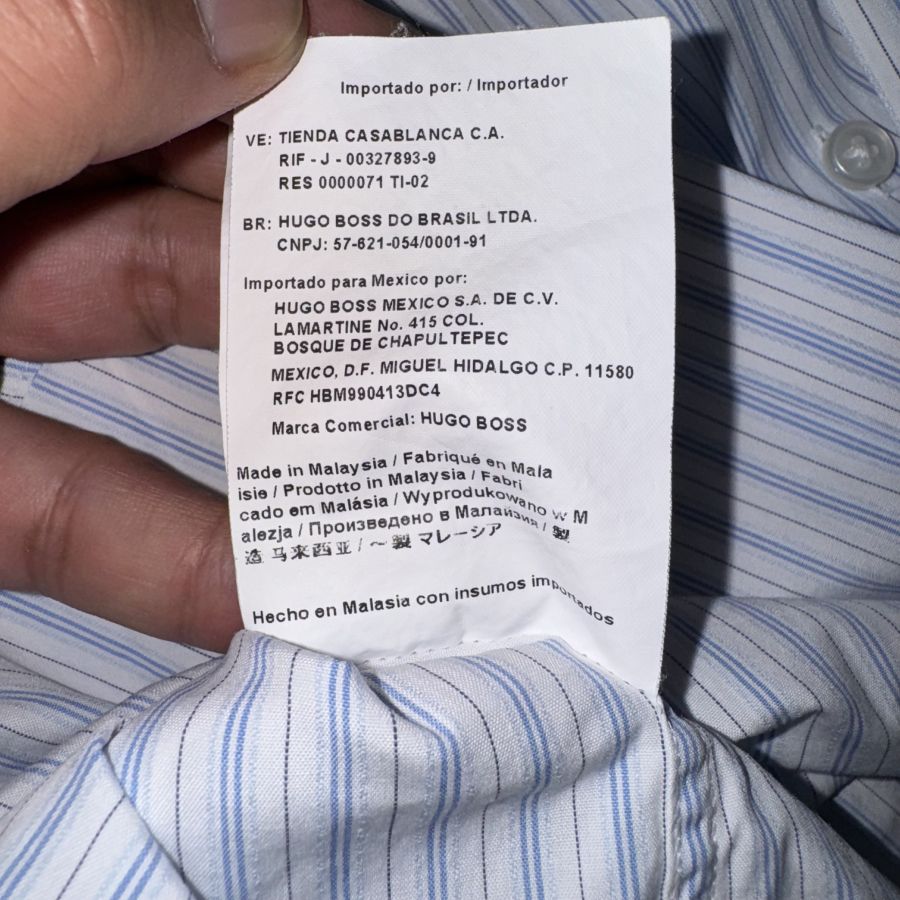 Importado por: / Importador
VE: TIENDA CASABLANCA C.A.
RIF - J - 00327893-9
RES 0000071 TI-02
BR: HUGO BOSS DO BRASIL LTDA.
CNPJ: 57-621-054/0001-91
Importado para Mexico por:
HUGO BOSS MEXICO S.A. DE C.V.
LAMARTINE No. 415 COL.
BOSQUE DE CHAPULTEPEC
MEXICO, D.F. MIGUEL HIDALGO C.P. 11580
RFC HBM990413DC4
Marca Comercial: HUGO BOSS
Made in Malaysia / Fabriqué en Mala
isie / Prodotto in Malaysia / Fabri
cado em Malásia / Wyprodukowano w M
alezja / Произведено в Малайзия / 製
造 马来西亚 / ～製 マレーシア
Hecho en Malasia con insumos importados